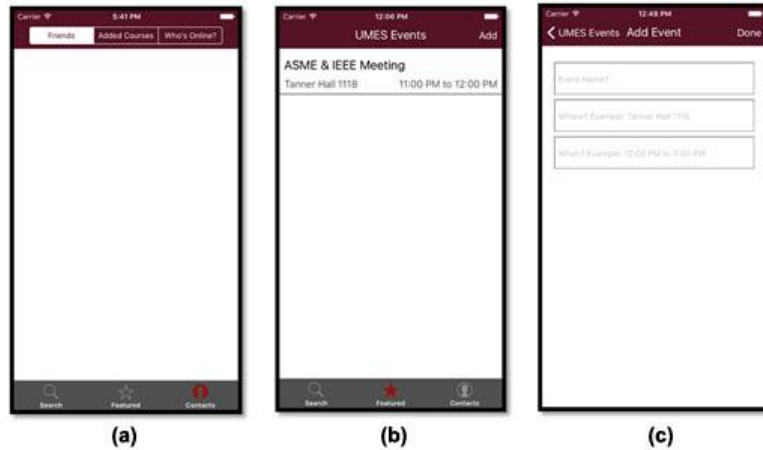 Carrier 5:41 PM
Friends Added Courses Who's Online?
Search Featured Contacts
(a)
Carrier 12:06 PM
UMES Events Add
ASME & IEEE Meeting
Tanner Hall 1118 11:00 PM to 12:00 PM
Search Featured Contacts
(b)
Carrier 12:48 PM
UMES Events Add Event Done
Event Name?
Where? Example: Tanner Hall 1118
When? Example: 12:00 PM to 1:00 PM
(c)